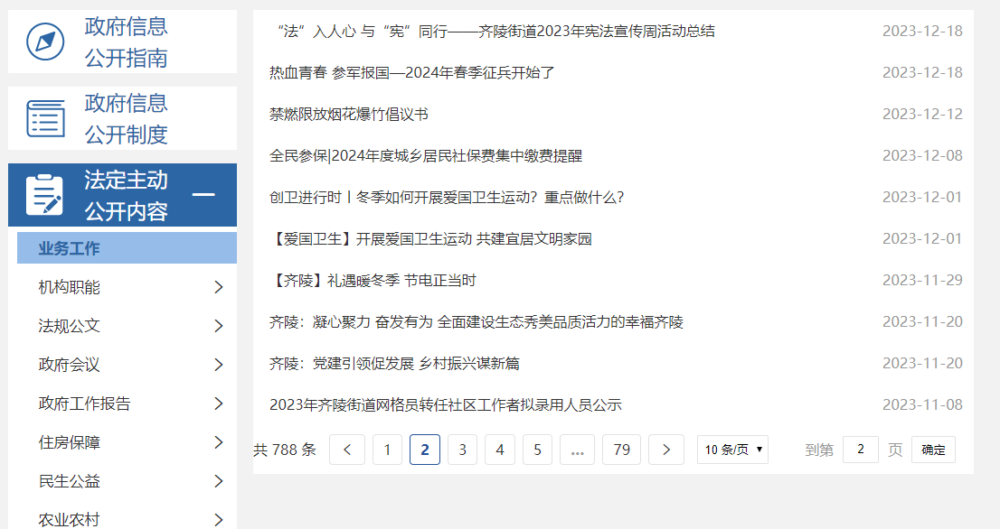 政府信息
公开指南
政府信息
公开制度
法定主动
公开内容
业务工作
机构职能
法规公文
政府会议
政府工作报告
住房保障
民生公益
农业农村
“法”入人心 与“宪”同行——齐陵街道2023年宪法宣传周活动总结 2023-12-18
热血青春 参军报国—2024年春季征兵开始了 2023-12-18
禁燃限放烟花爆竹倡议书 2023-12-12
全民参保|2024年度城乡居民社保费集中缴费提醒 2023-12-08
创卫进行时丨冬季如何开展爱国卫生运动？重点做什么？ 2023-12-01
【爱国卫生】开展爱国卫生运动 共建宜居文明家园 2023-12-01
【齐陵】礼遇暖冬季 节电正当时 2023-11-29
齐陵：凝心聚力 奋发有为 全面建设生态秀美品质活力的幸福齐陵 2023-11-20
齐陵：党建引领促发展 乡村振兴谋新篇 2023-11-20
2023年齐陵街道网格员转任社区工作者拟录用人员公示 2023-11-08
共 788 条 < 1 2 3 4 5 ... 79 > 10 条/页 到第 2 页 确定